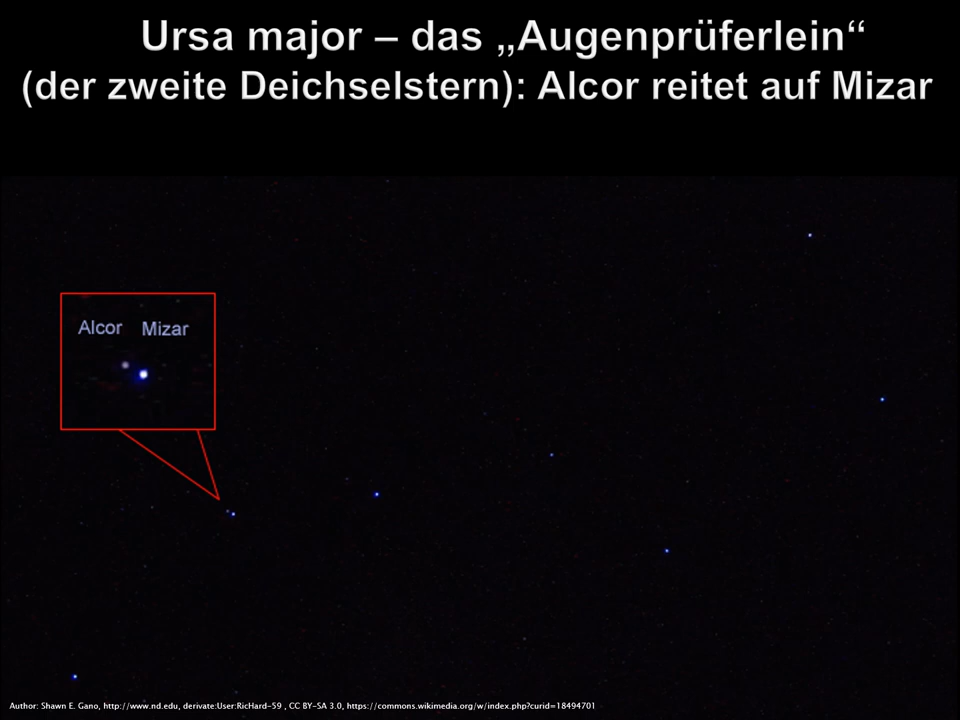 Ursa major – das „Augenprüferlein“
(der zweite Deichselstern): Alcor reitet auf Mizar
Alcor Mizar
Author: Shawn E. Gano, http://www.nd.edu, derivate:User:RicHard-59 , CC BY-SA 3.0, https://commons.wikimedia.org/w/index.php?curid=18494701